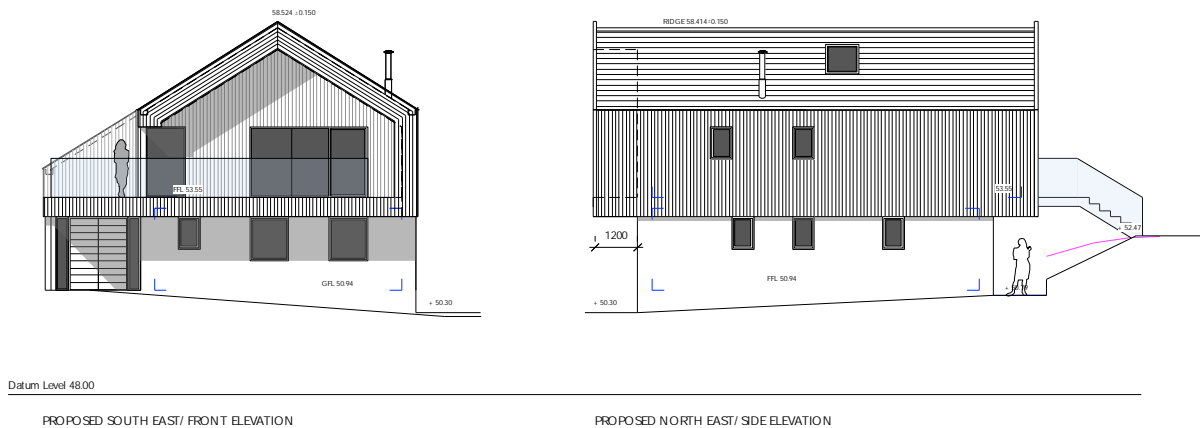 58.524 ±0.150
RIDGE 58.414±0.150
FFL 53.55
53.55
+ 52.47
1200
GFL 50.94
FFL 50.94
+ 50.30
+ 50.30
Datum Level 48.00
PROPOSED SOUTH EAST/ FRONT ELEVATION
PROPOSED NORTH EAST/ SIDE ELEVATION